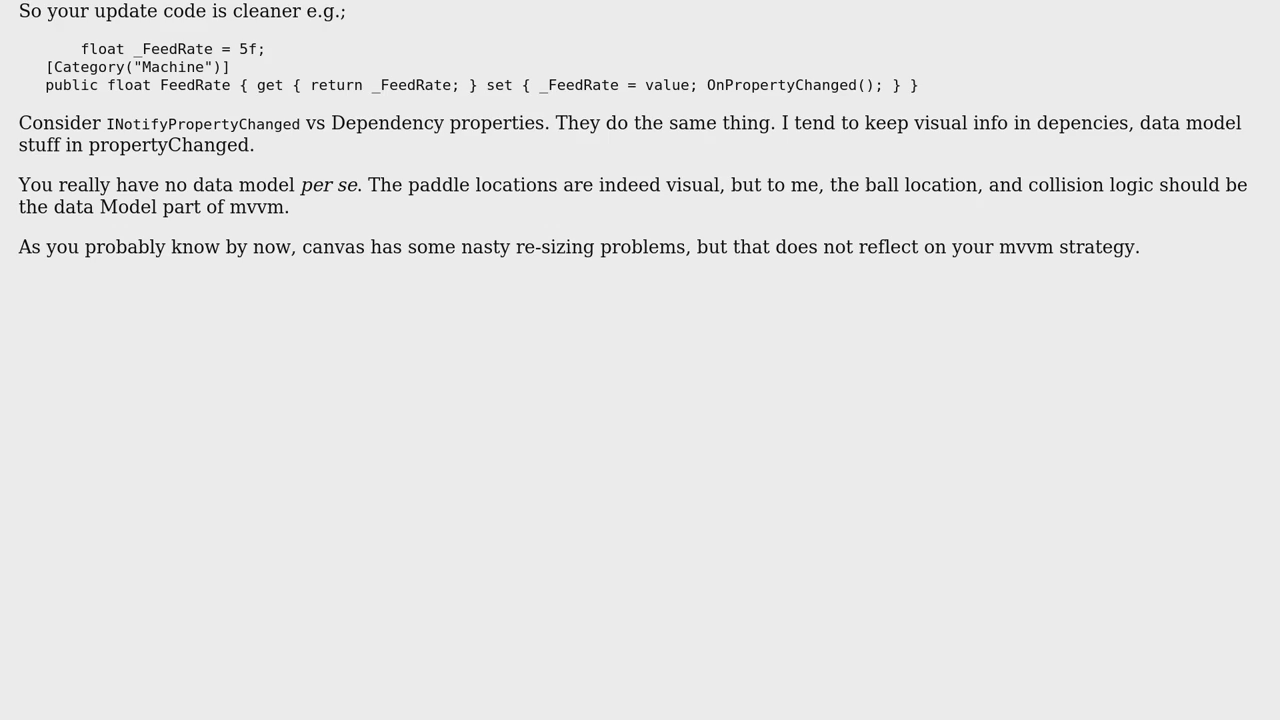 So your update code is cleaner e.g.;
float _FeedRate = 5f;
[Category("Machine")]
public float FeedRate { get { return _FeedRate; } set { _FeedRate = value; OnPropertyChanged(); } }
Consider INotifyPropertyChanged vs Dependency properties. They do the same thing. I tend to keep visual info in depencies, data model
stuff in propertyChanged.
You really have no data model per se. The paddle locations are indeed visual, but to me, the ball location, and collision logic should be
the data Model part of mvvm.
As you probably know by now, canvas has some nasty re-sizing problems, but that does not reflect on your mvvm strategy.